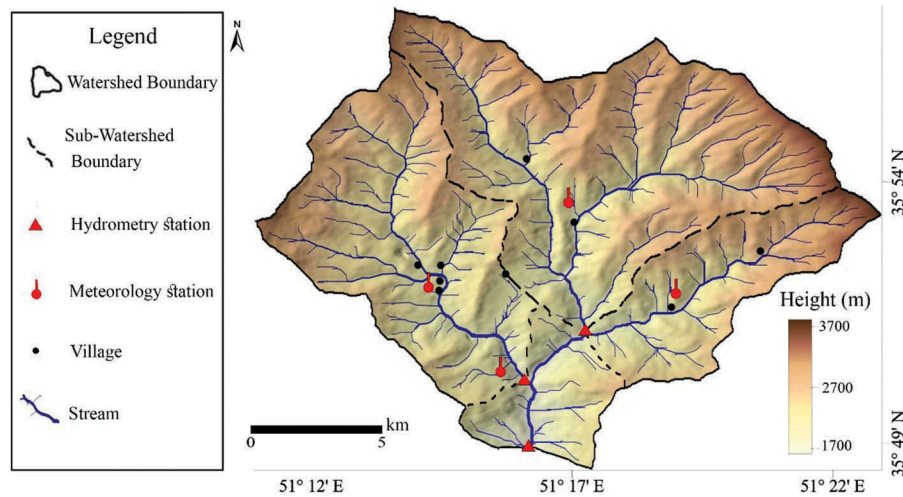 Legend
Watershed Boundary
Sub-Watershed
Boundary
Hydrometry station
Meteorology station
Village
Stream
N
35° 54' N
35° 49' N
Height (m)
3700
2700
1700
km
0
5
51° 12' E
51° 17' E
51° 22' E